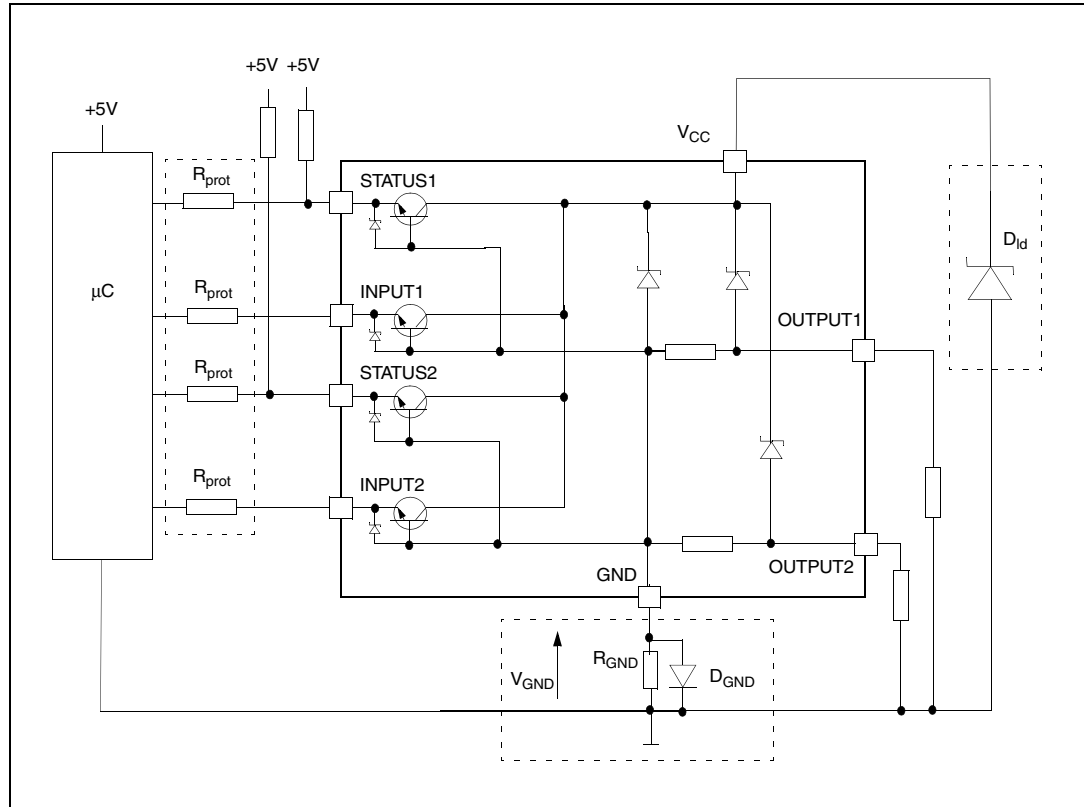 +5V +5V
+5V
VCC
Rprot
STATUS1
Dld
μC
Rprot
INPUT1
OUTPUT1
Rprot
STATUS2
Rprot
INPUT2
OUTPUT2
GND
RGND
VGND
DGND